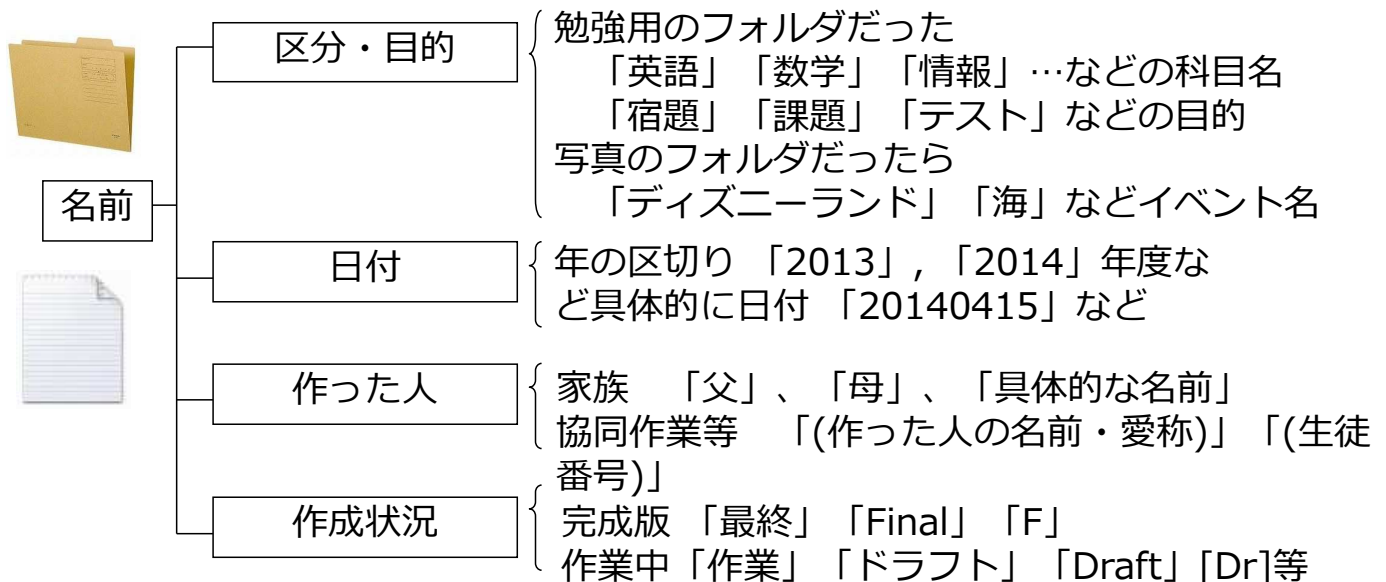 名前
区分・目的
勉強用のフォルダだった
「英語」「数学」「情報」…などの科目名
「宿題」「課題」「テスト」などの目的
写真のフォルダだったら
「ディズニーランド」「海」などイベント名
日付
年の区切り 「2013」, 「2014」年度な
ど具体的に日付 「20140415」など
作った人
家族 「父」、「母」、「具体的な名前」
協同作業等 「(作った人の名前・愛称)」「(生徒
番号)」
作成状況
完成版 「最終」「Final」「F」
作業中「作業」「ドラフト」「Draft」[Dr]等